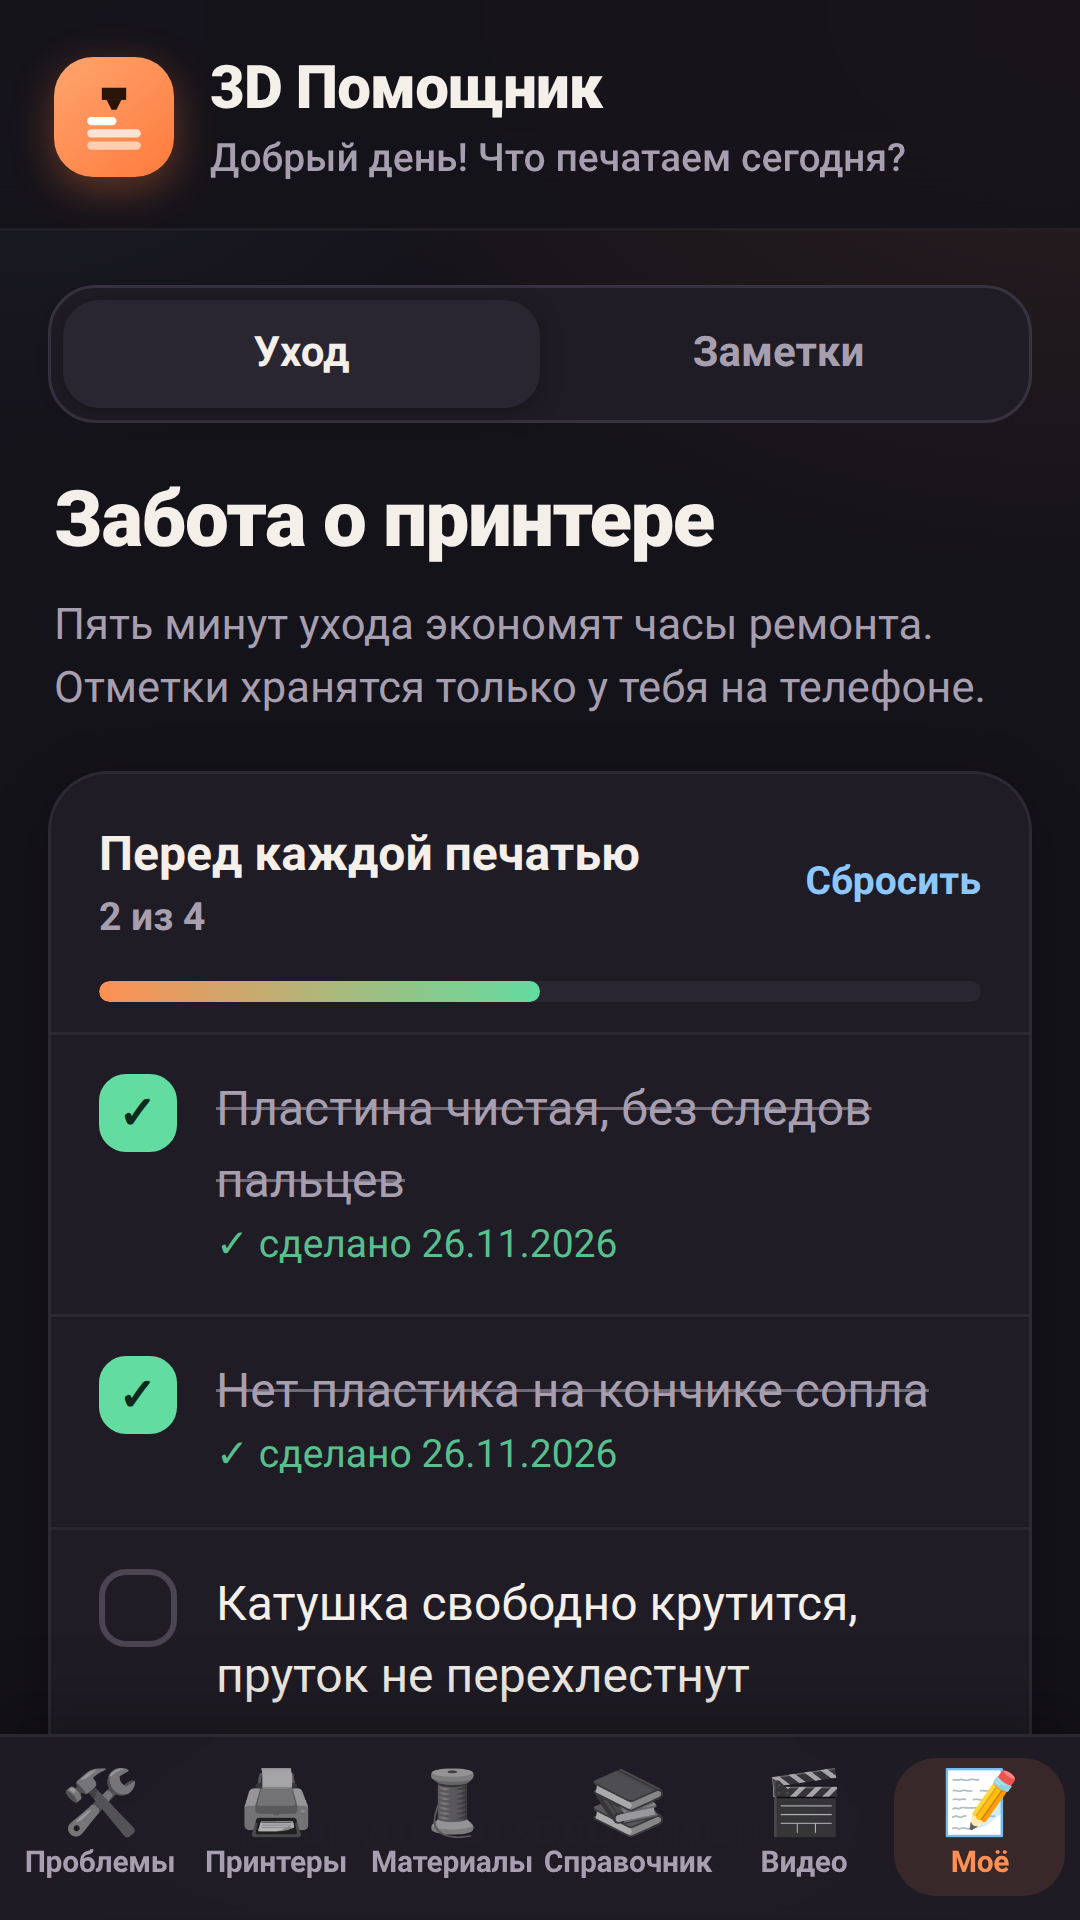 3D Помощник
Добрый день! Что печатаем сегодня?
Уход
Заметки
Забота о принтере
Пять минут ухода экономят часы ремонта.
Отметки хранятся только у тебя на телефоне.
Перед каждой печатью
2 из 4
Сбросить
✓ Пластина чистая, без следов
пальцев
✓ сделано 26.11.2026
✓ Нет пластика на кончике сопла
✓ сделано 26.11.2026
Катушка свободно крутится,
пруток не перехлестнут
Проблемы
Принтеры
Материалы
Справочник
Видео
Моё